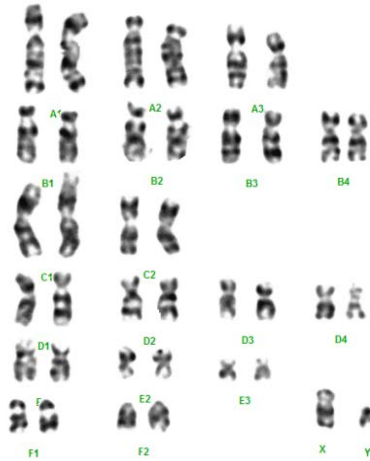 A1 A2 A3
B1 B2 B3 B4
C1 C2
D1 D2 D3 D4
E E2 E3
F1 F2 X Y